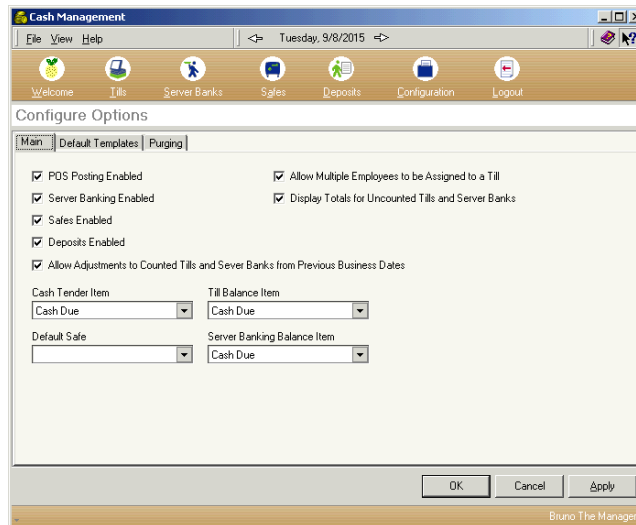 Cash Management
File View Help
Tuesday, 9/8/2015
Welcome Tills Server Banks Safes Deposits Configuration Logout
Configure Options
Main Default Templates Purging
POS Posting Enabled
Allow Multiple Employees to be Assigned to a Till
Server Banking Enabled
Display Totals for Uncounted Tills and Server Banks
Safes Enabled
Deposits Enabled
Allow Adjustments to Counted Tills and Sever Banks from Previous Business Dates
Cash Tender Item
Till Balance Item
Cash Due
Cash Due
Default Safe
Server Banking Balance Item
Cash Due
OK Cancel Apply
Bruno The Manager